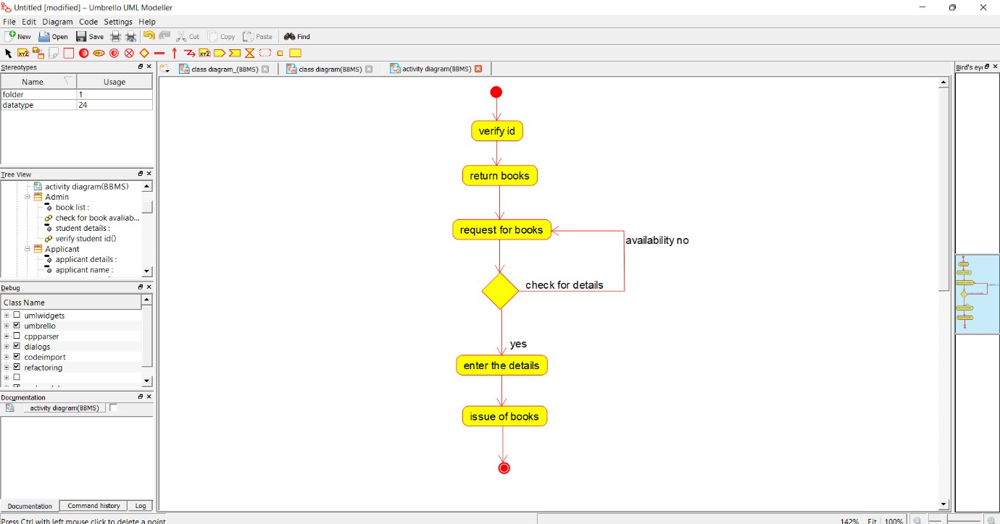 Untitled [modified] – Umbrello UML Modeller
File Edit Diagram Code Settings Help
New Open Save Cut Copy Paste Find
Stereotypes
Name Usage
folder 1
datatype 24
Tree View
activity diagram(BBMS)
Admin
book list :
check for book avaliab...
student details :
verify student id()
Applicant
applicant details :
applicant name :
Debug
Class Name
umlwidgets
umbrello
cppparser
dialogs
codeimport
refactoring
Documentation
activity diagram(BBMS)
Documentation Command history Log
Press Ctrl with left mouse click to delete a point
class diagram_(BBMS) class diagram(BBMS) activity diagram(BBMS)
verify id
return books
request for books
availability no
check for details
yes
enter the details
issue of books
Bird's ey
142% Fit 100%